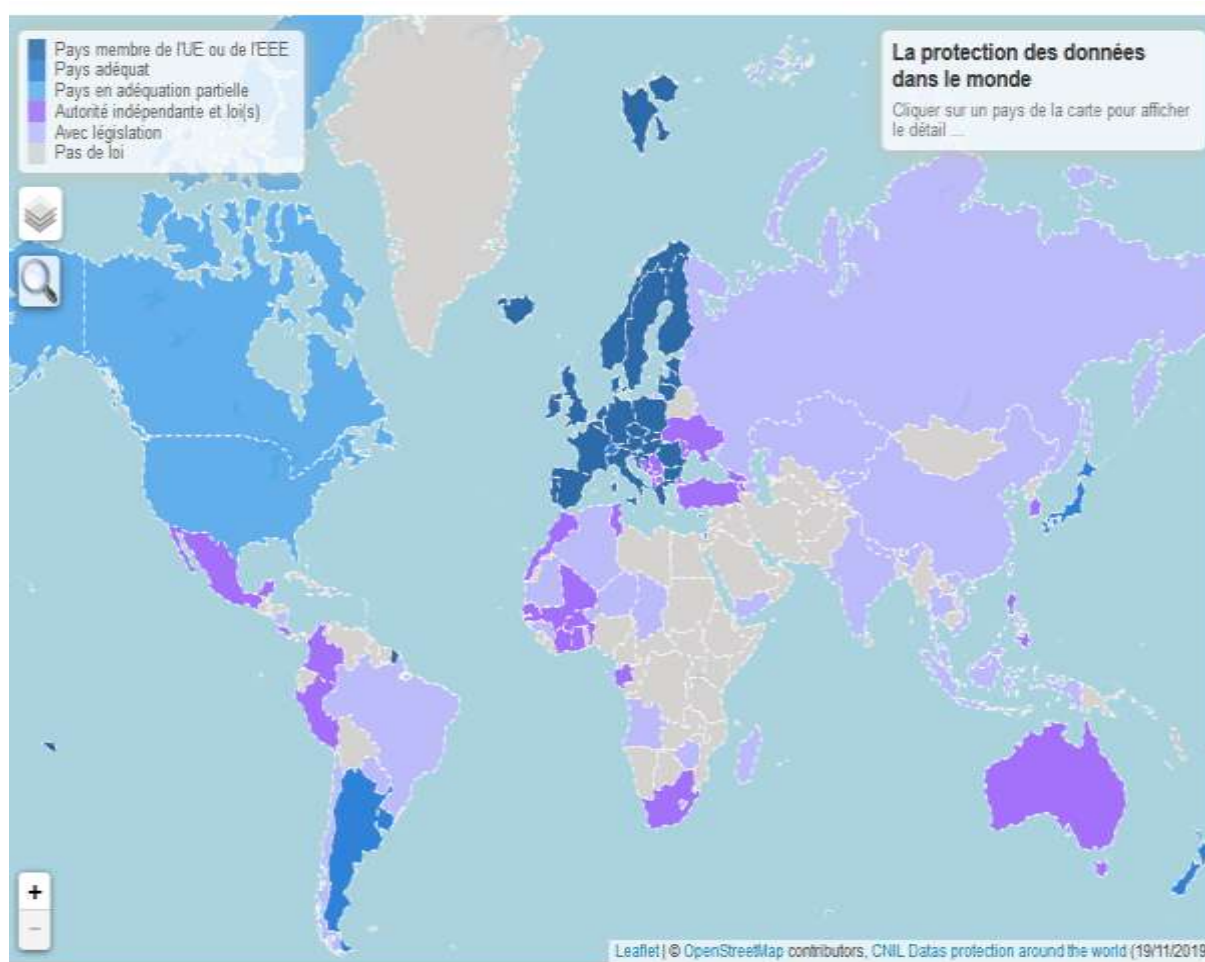 Pays membre de l'UE ou de l'EEE
Pays adéquat
Pays en adéquation partielle
Autorité indépendante et loi(s)
Avec législation
Pas de loi
La protection des données
dans le monde
Cliquer sur un pays de la carte pour afficher
le détail ...
+
−
Leaflet | © OpenStreetMap contributors, CNIL Datas protection around the world (19/11/2019